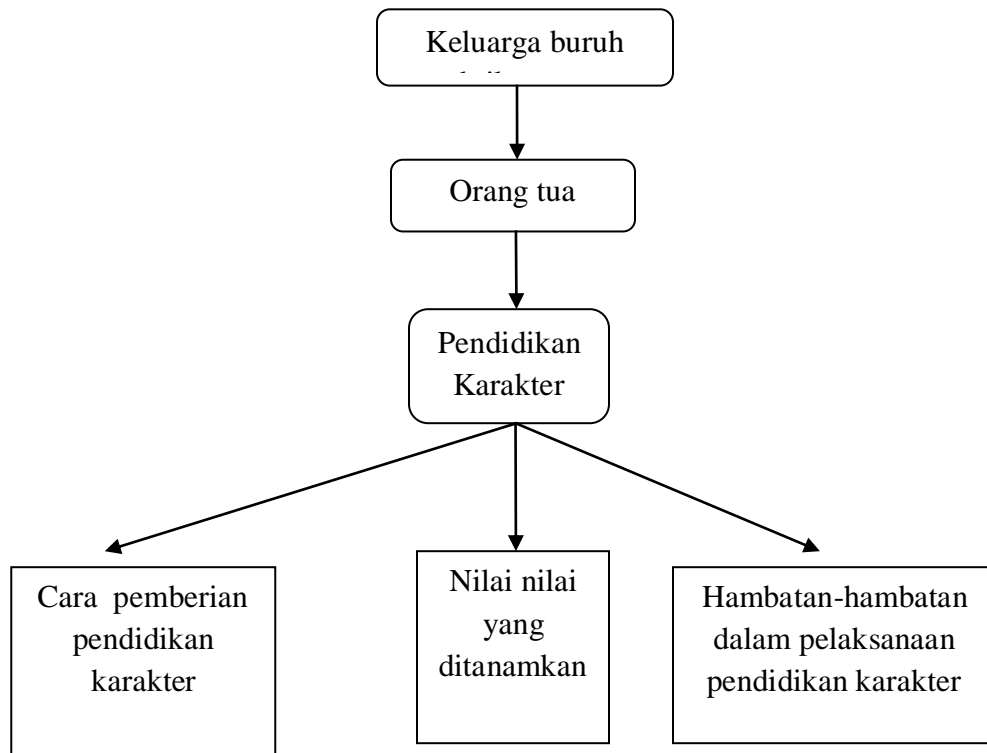 Keluarga buruh
Orang tua
Pendidikan
Karakter
Cara pemberian
pendidikan
karakter
Nilai nilai
yang
ditanamkan
Hambatan-hambatan
dalam pelaksanaan
pendidikan karakter